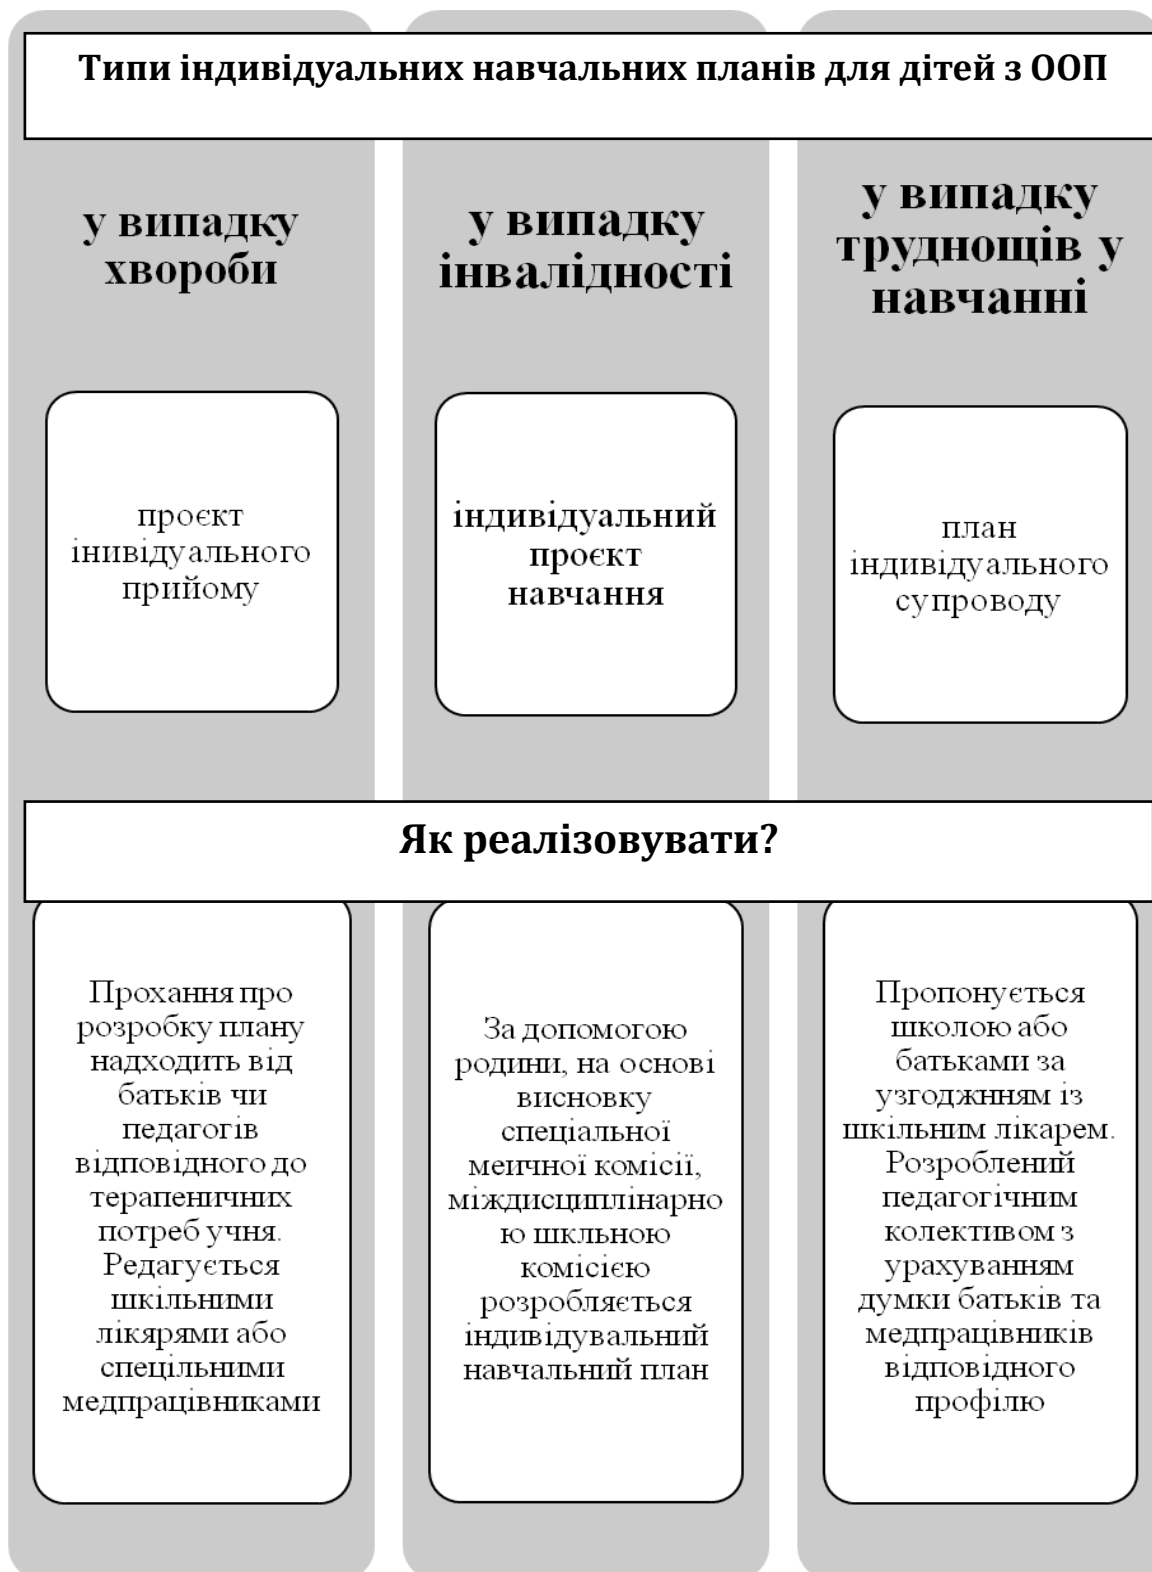 Типи індивідуальних навчальних планів для дітей з ООП
у випадку
хвороби
у випадку
інвалідності
у випадку
труднощів у
навчанні
проєкт
інивідуального
прийому
індивідуальний
проєкт
навчання
план
індивідуального
супроводу
Як реалізовувати?
Прохання про
розробку плану
надходить від
батьків чи
педагогів
відповідного до
терапеничних
потреб учня.
Редагується
шкільними
лікярями або
спецільними
медпрацівниками
За допомогою
родини, на основі
висновку
спеціальної
меичної комісії,
міждисциплінарно
ю шкльною
комісією
розробляється
індивідувальний
навчальний план
Пропонується
школою або
батьками за
узгоджнням із
шкільним лікарем.
Розроблений
педагогічним
колективом з
урахуванням
думки батьків та
медпрацівників
відповідного
профілю